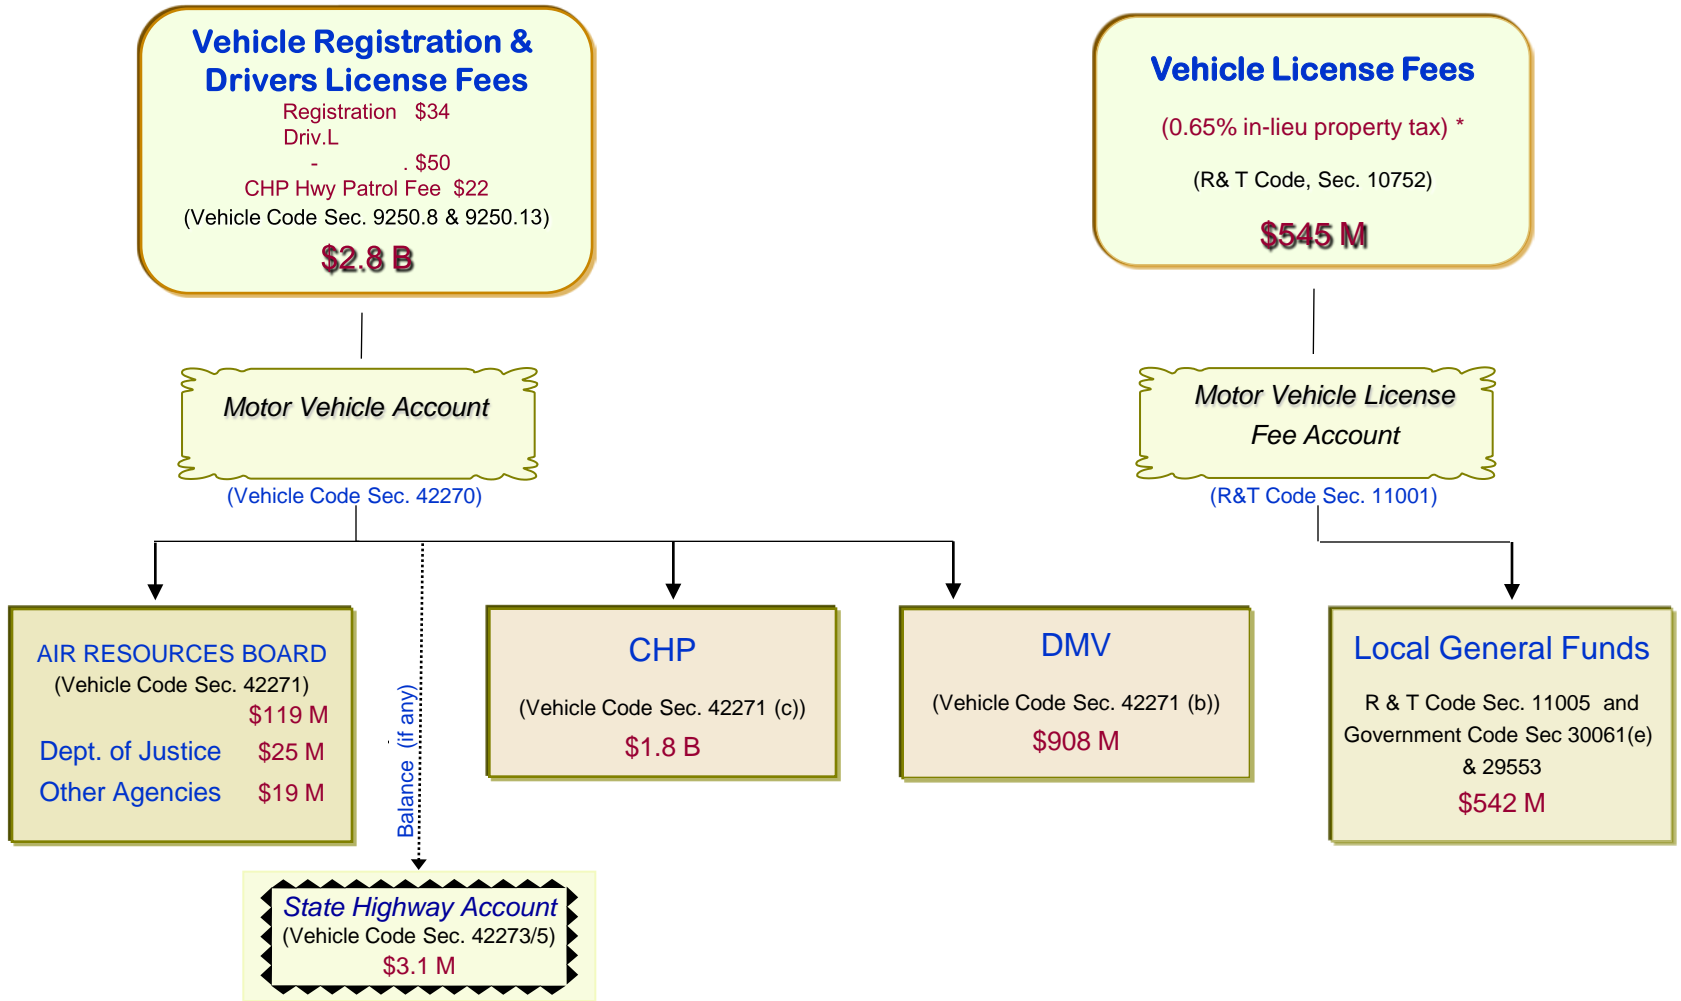 Vehicle Registration &
Drivers License Fees
Registration $34
Driv.L
- . $50
CHP Hwy Patrol Fee $22
(Vehicle Code Sec. 9250.8 & 9250.13)
$2.8 B
Vehicle License Fees
(0.65% in-lieu property tax) *
(R& T Code, Sec. 10752)
$545 M
Motor Vehicle Account
(Vehicle Code Sec. 42270)
Motor Vehicle License
Fee Account
(R&T Code Sec. 11001)
AIR RESOURCES BOARD
(Vehicle Code Sec. 42271)
$119 M
Dept. of Justice $25 M
Other Agencies $19 M
Balance (if any)
CHP
(Vehicle Code Sec. 42271 (c))
$1.8 B
DMV
(Vehicle Code Sec. 42271 (b))
$908 M
Local General Funds
R & T Code Sec. 11005 and
Government Code Sec 30061(e)
& 29553
$542 M
State Highway Account
(Vehicle Code Sec. 42273/5)
$3.1 M